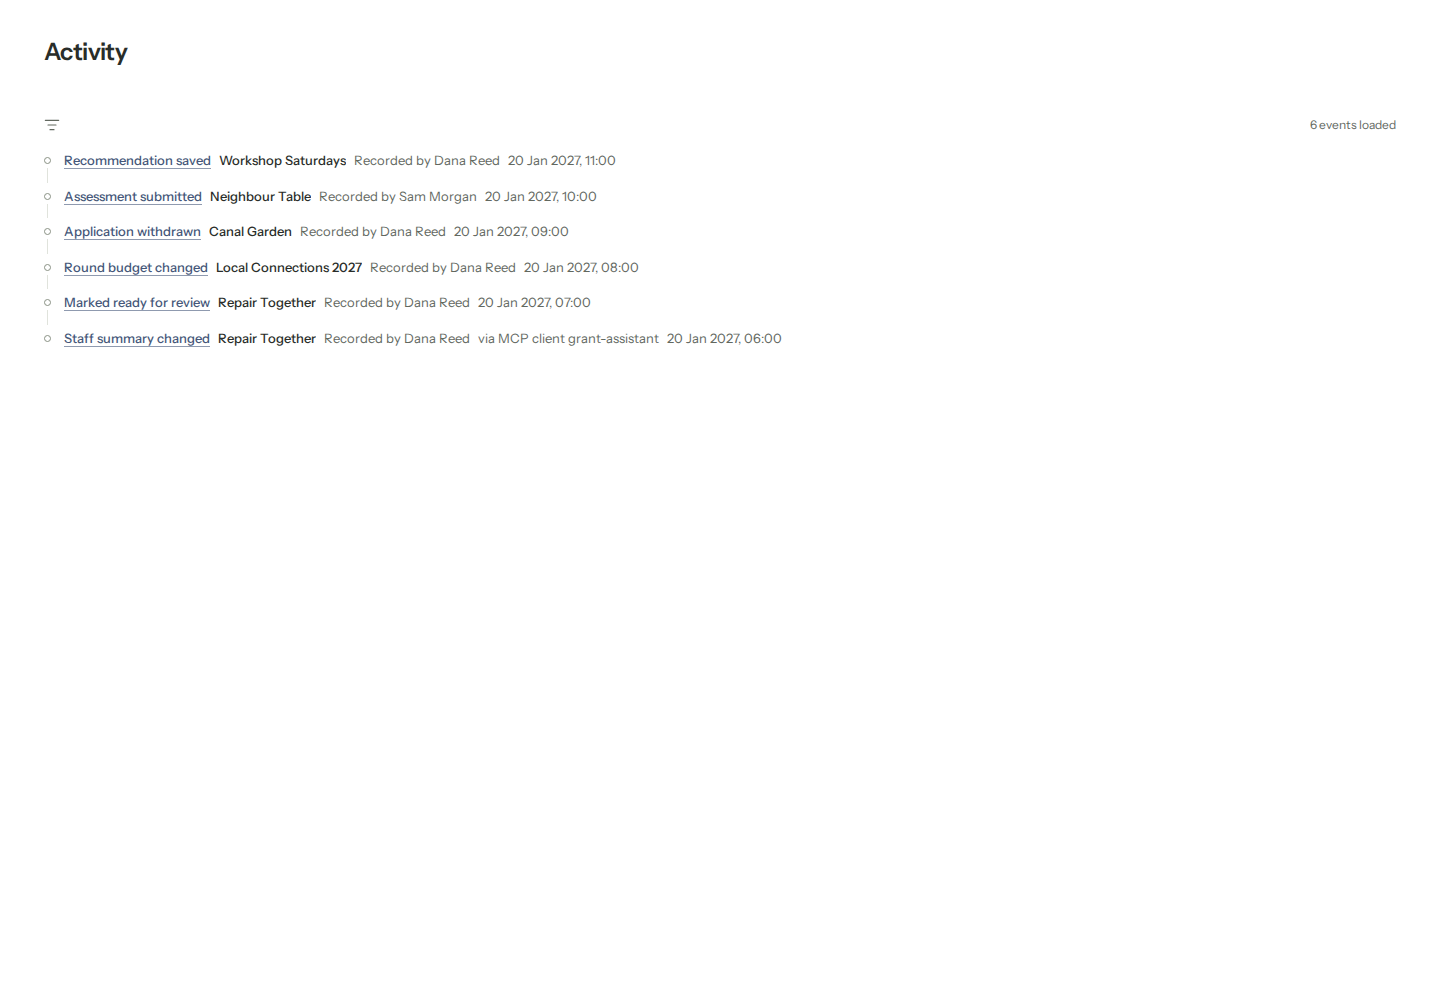 Activity
6 events loaded
Recommendation saved Workshop Saturdays Recorded by Dana Reed 20 Jan 2027, 11:00
Assessment submitted Neighbour Table Recorded by Sam Morgan 20 Jan 2027, 10:00
Application withdrawn Canal Garden Recorded by Dana Reed 20 Jan 2027, 09:00
Round budget changed Local Connections 2027 Recorded by Dana Reed 20 Jan 2027, 08:00
Marked ready for review Repair Together Recorded by Dana Reed 20 Jan 2027, 07:00
Staff summary changed Repair Together Recorded by Dana Reed via MCP client grant-assistant 20 Jan 2027, 06:00